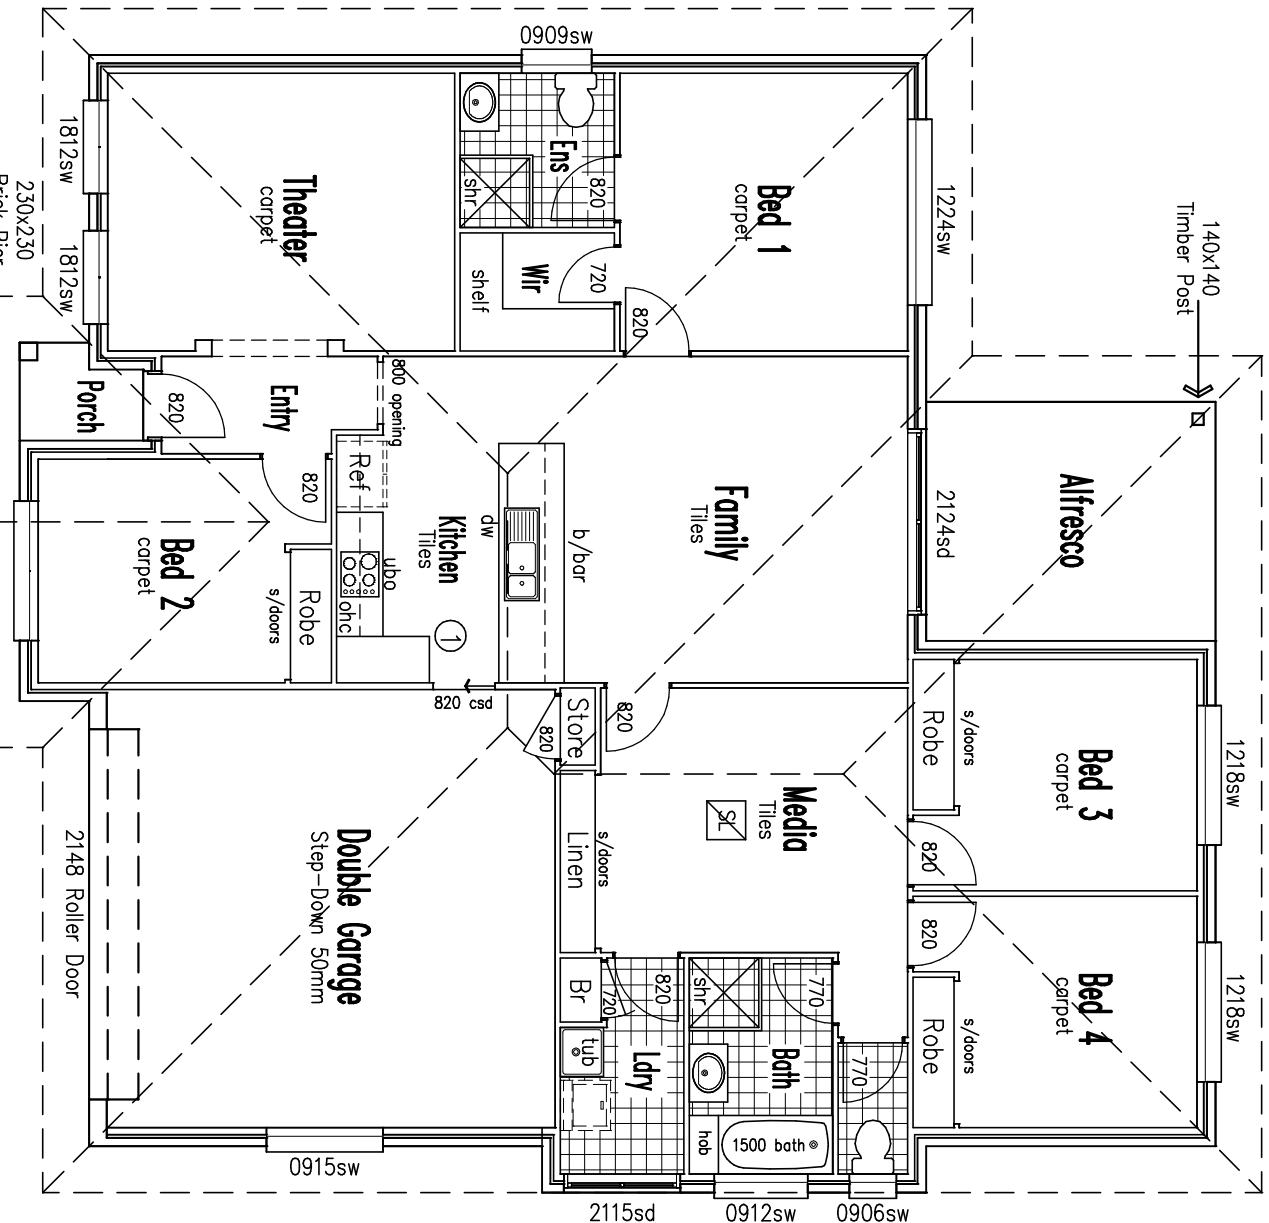 0909sw
1812sw
1812sw
230x230
Brick Pier
Theater
carpet
Ens
820
shr
Wir
shelf
720
Bed 1
carpet
820
1224sw
140x140
Timber Post
Porch
820
Entry
800 opening
820
Bed 2
carpet
Robe
s/doors
Ref
ubo
ohc
Kitchen
Tiles
dw
1
b/bar
Family
Tiles
2124sd
Alfresco
820 csd
Store
820
820
Linen
s/doors
Media
Tiles
SL
Robe
s/doors
Bed 3
carpet
820
1218sw
820
Bed 4
carpet
Robe
s/doors
1218sw
Double Garage
Step-Down 50mm
2148 Roller Door
0915sw
Br
720
820
tub
Ldry
2115sd
shr
770
Bath
hob
1500 bath
0912sw
770
0906sw